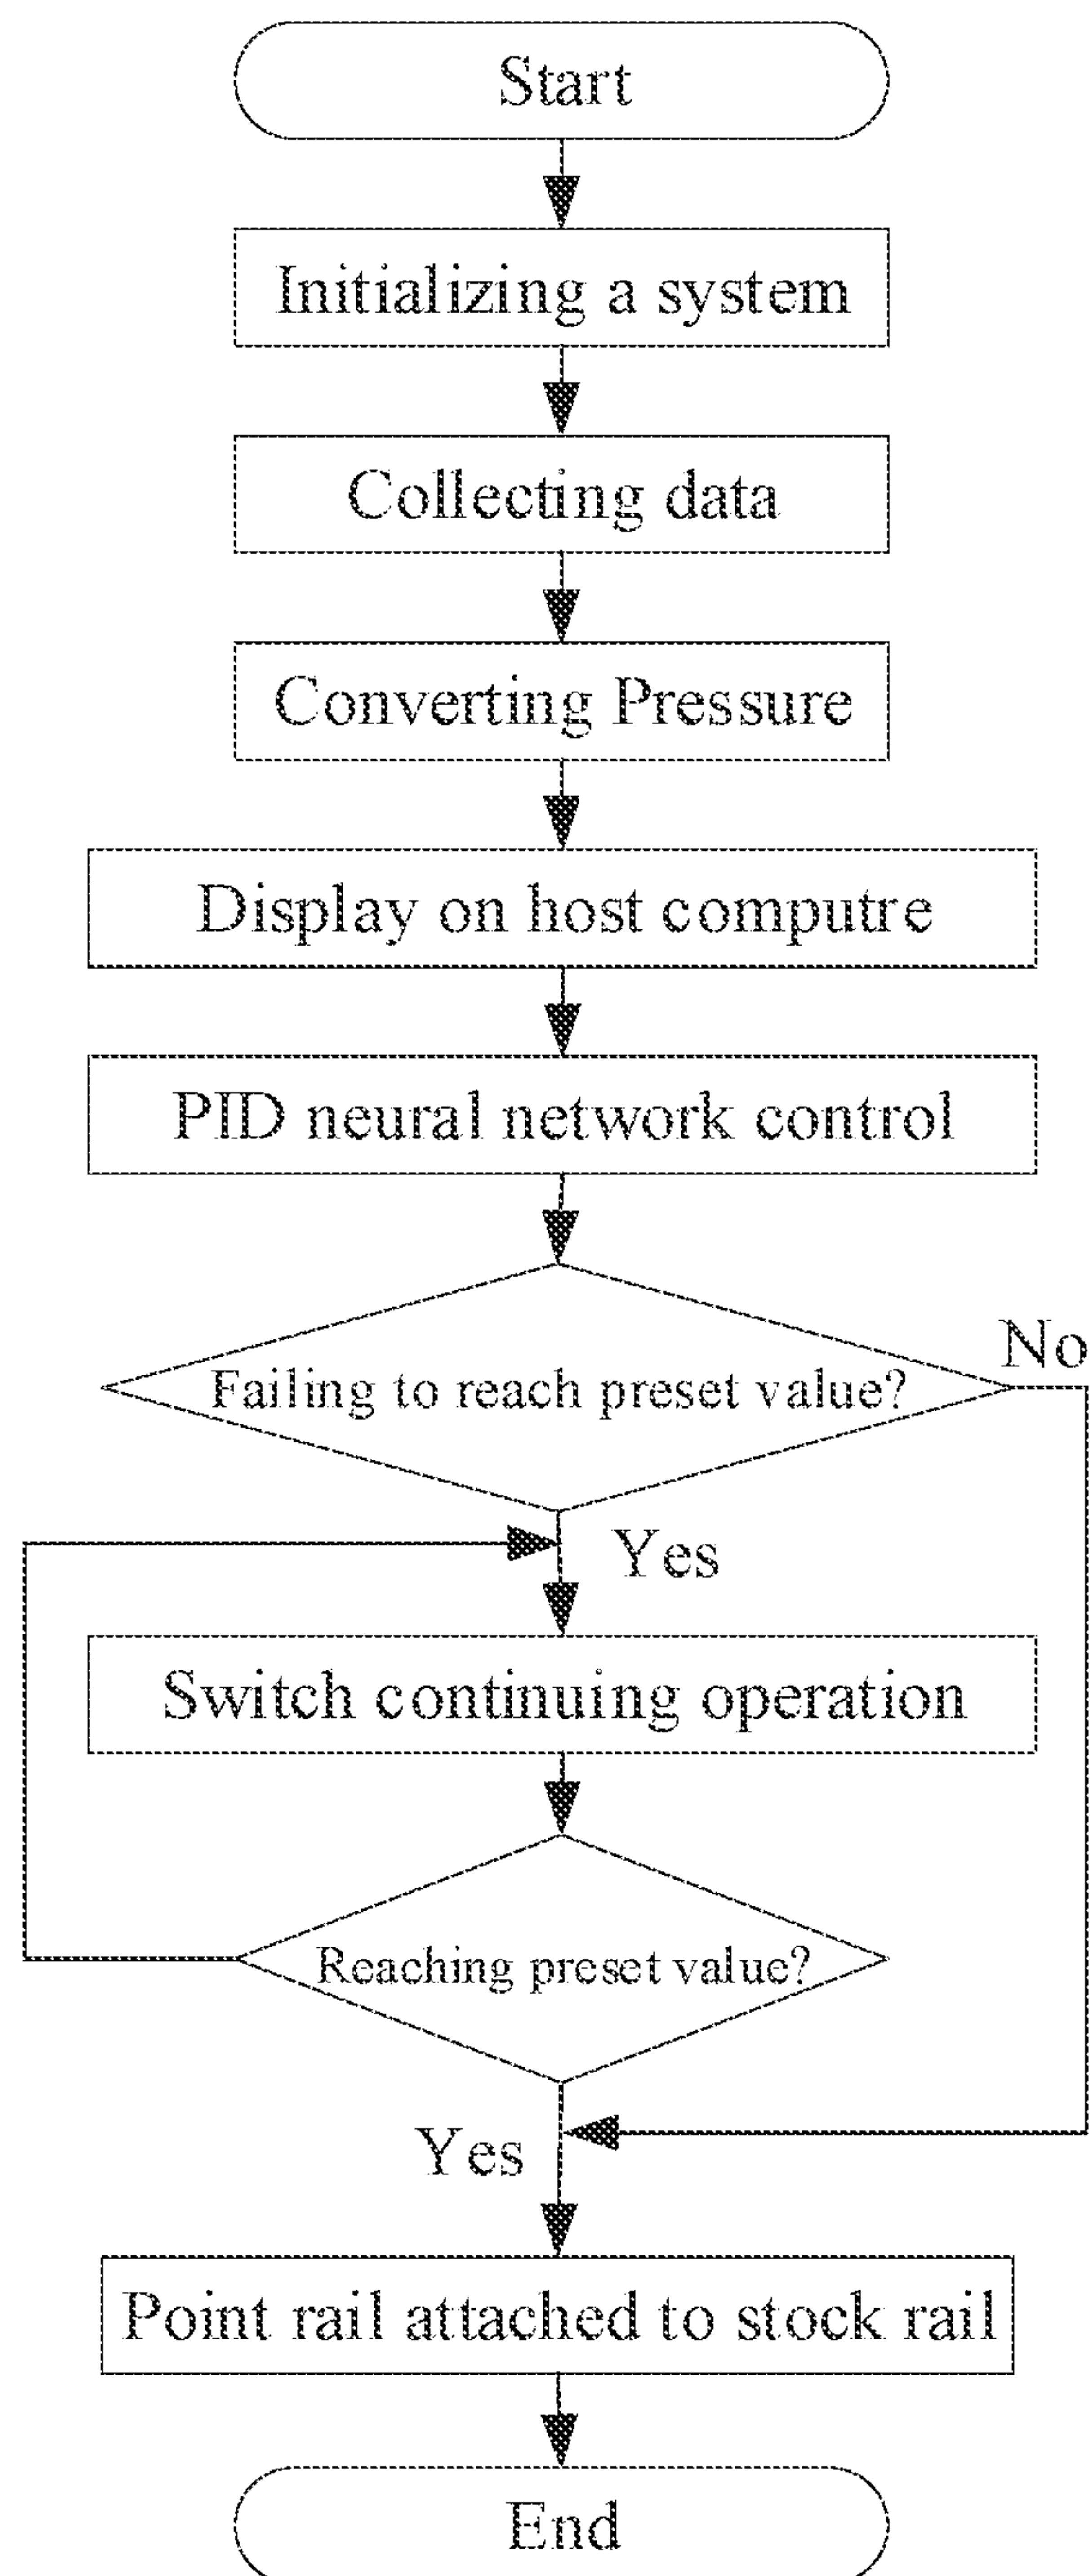 Start
Initializing a system
Collecting data
Converting Pressure
Display on host computre
PID neural network control
Failing to reach preset value?
No
Yes
Switch continuing operation
Reaching preset value?
Yes
Point rail attached to stock rail
End